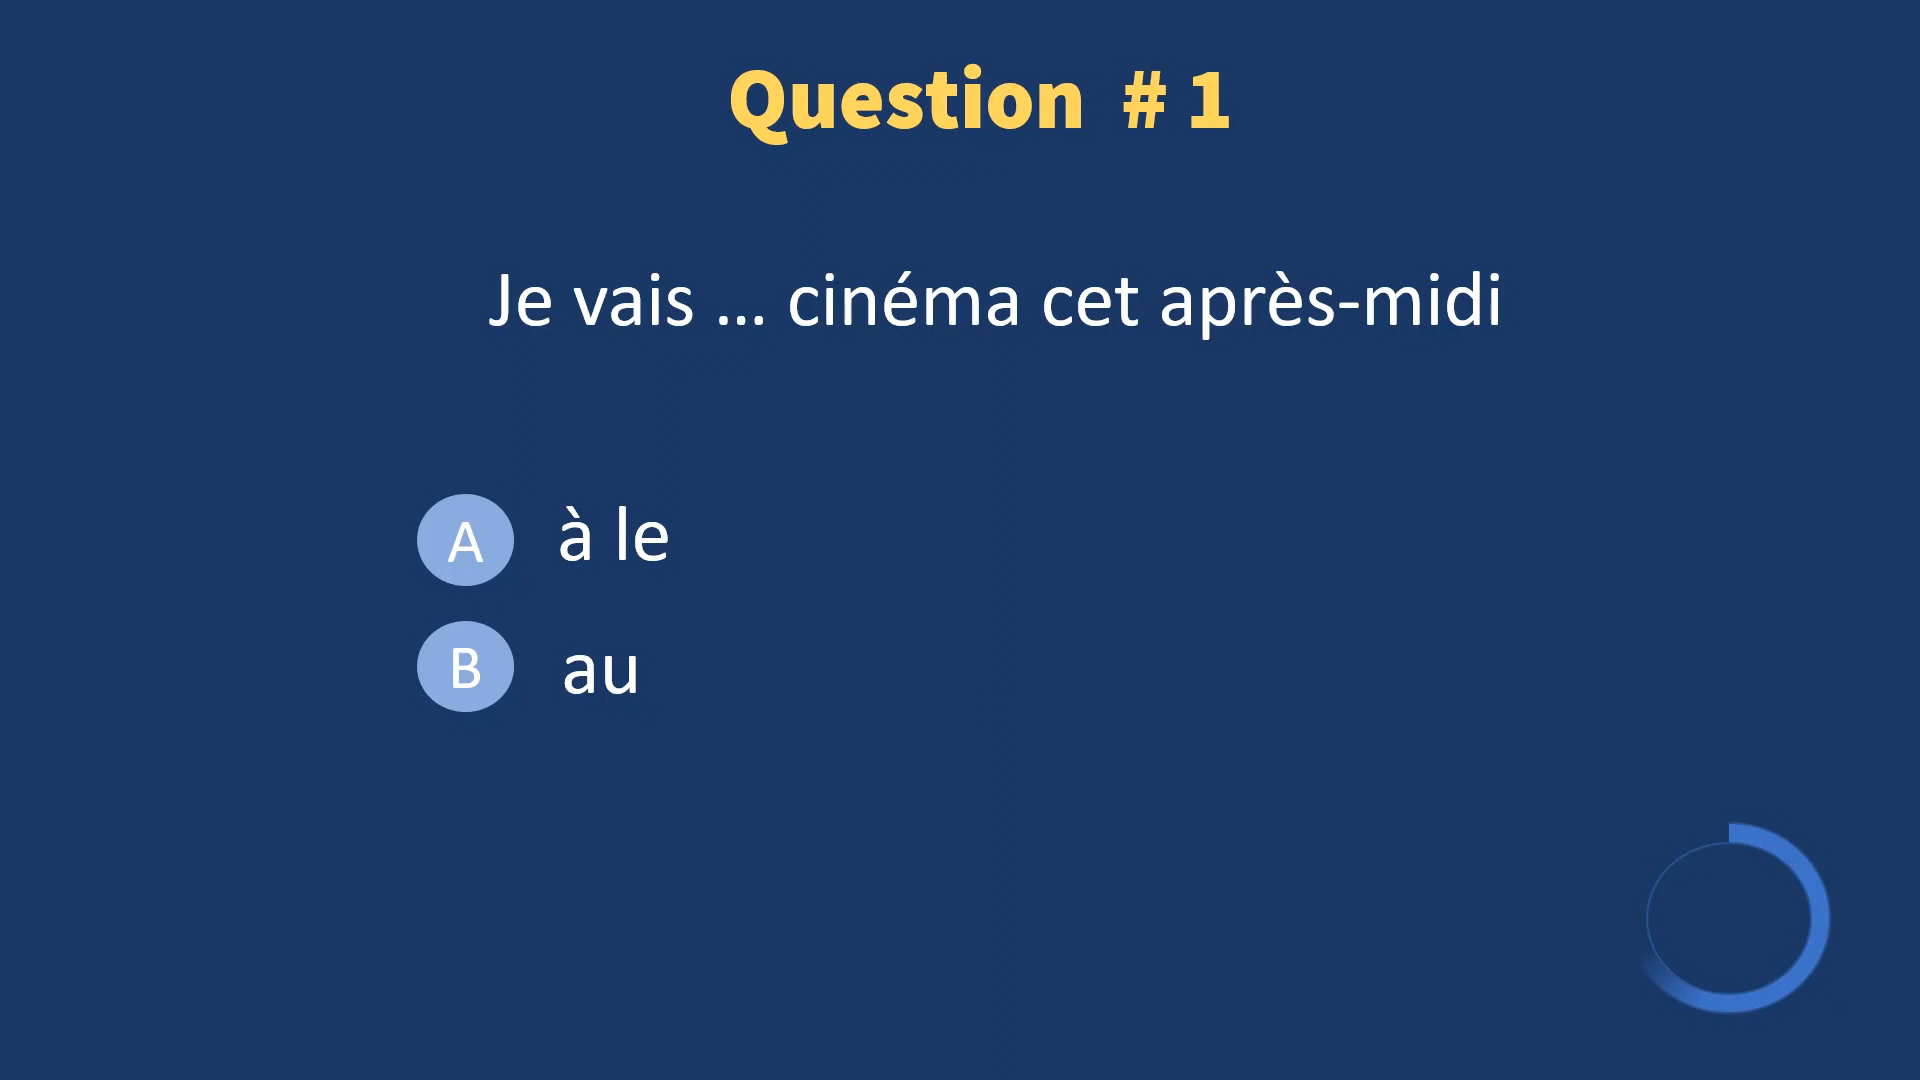 Question # 1
Je vais ... cinéma cet après-midi
A à le
B au